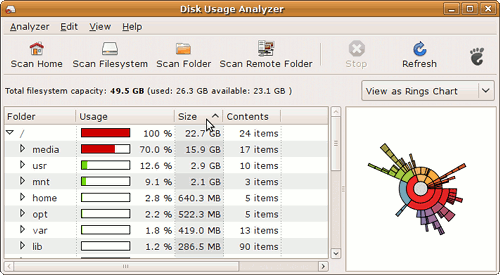 Disk Usage Analyzer
Analyzer Edit View Help
Scan Home Scan Filesystem Scan Folder Scan Remote Folder Stop Refresh
Total filesystem capacity: 49.5 GB (used: 26.3 GB available: 23.1 GB )
View as Rings Chart
Folder Usage Size Contents
/ 100 % 22.7 GB 24 items
media 70.0 % 15.9 GB 17 items
usr 12.6 % 2.9 GB 10 items
mnt 9.1 % 2.1 GB 3 items
home 2.8 % 640.3 MB 5 items
opt 2.2 % 522.3 MB 5 items
var 1.8 % 419.0 MB 13 items
lib 1.2 % 286.5 MB 90 items